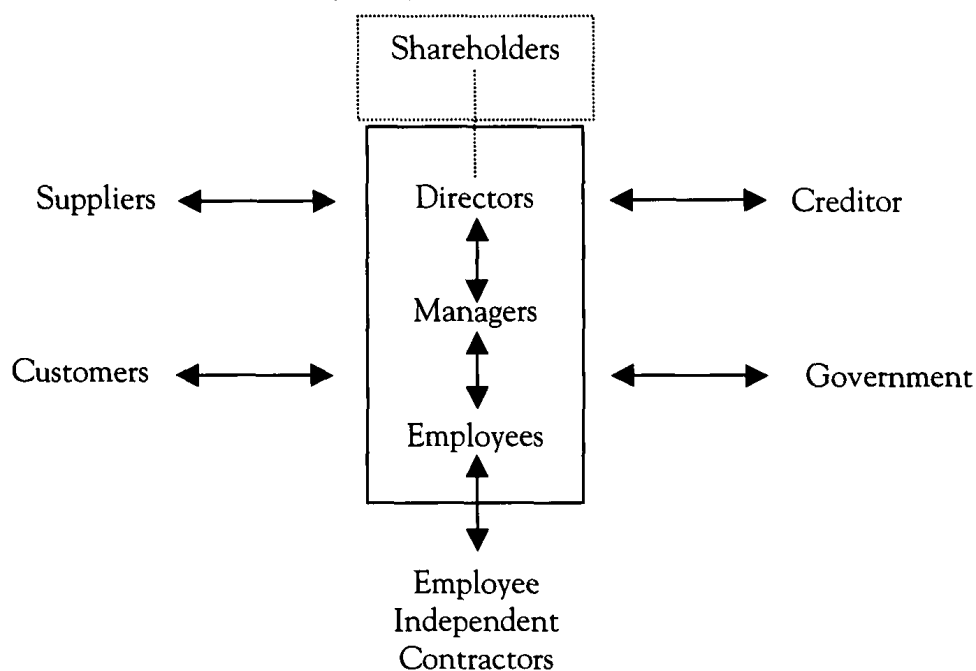 Shareholders
Suppliers
Directors
Creditor
Managers
Customers
Government
Employees
Employee
Independent
Contractors